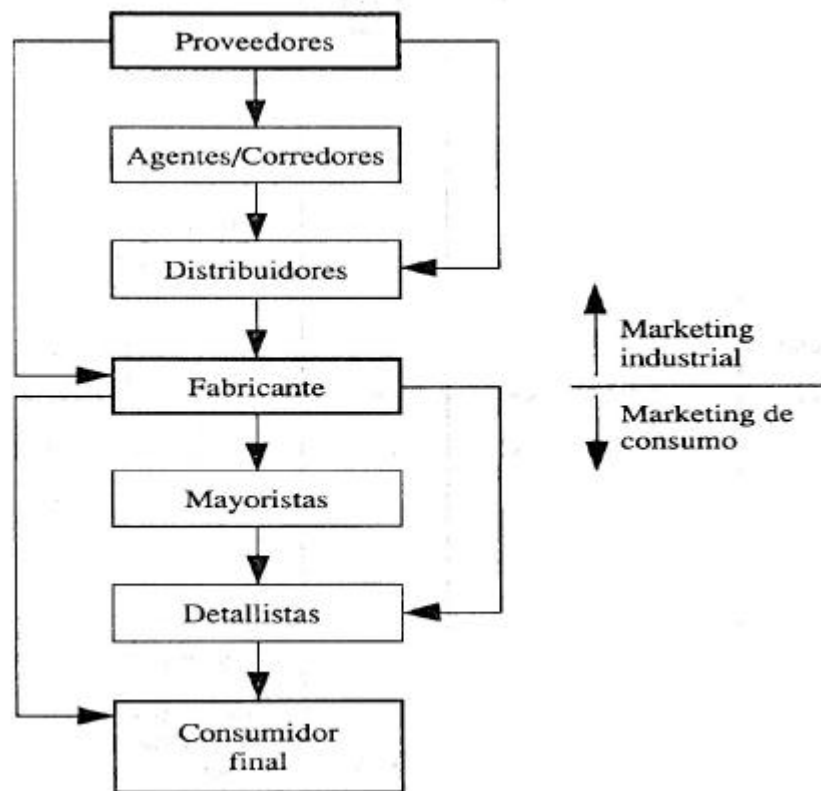 Proveedores
Agentes/Corredores
Distribuidores
Marketing
industrial
Fabricante
Marketing de
consumo
Mayoristas
Detallistas
Consumidor
final